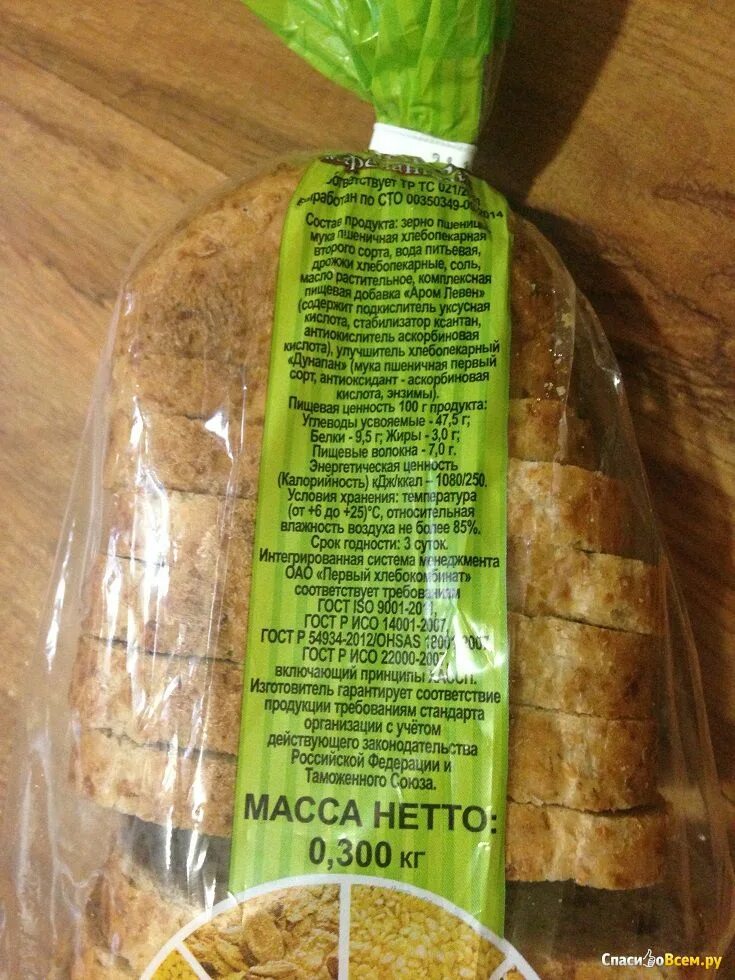 ТР ТС 021/2
по СТО 00350349-0 2014
Состав продукта: зерно пшеницы
мука пшеничная хлебопекарная
второго сорта, вода питьевая,
дрожжи хлебопекарные, соль,
масло растительное, комплексная
пищевая добавка «Аром Левен»
(содержит подкислитель уксусная
кислота, стабилизатор ксантан,
антиокислитель аскорбиновая
кислота), улучшитель хлебопекарный
«Дунапан» (мука пшеничная первый
сорт, антиоксидант - аскорбиновая
кислота, энзимы).
Пищевая ценность 100 г продукта:
Углеводы усвояемые - 47,5 г;
Белки - 9,5 г; Жиры - 3,0 г;
Пищевые волокна - 7,0 г.
Энергетическая ценность
(Калорийность) кДж/ккал – 1080/250.
Условия хранения: температура
(от +6 до +25)°С, относительная
влажность воздуха не более 85%.
Срок годности: 3 суток.
Интегрированная система менеджмента
ОАО «Первый хлебокомбинат»
соответствует требованиям
ГОСТ ISO 9001-2011,
ГОСТ Р ИСО 14001-2007,
ГОСТ Р 54934-2012/OHSAS 18001:2007,
ГОСТ Р ИСО 22000-2007,
включающий принципы ХАССП.
Изготовитель гарантирует соответствие
продукции требованиям стандарта
организации с учётом
действующего законодательства
Российской Федерации и
Таможенного Союза.
МАССА НЕТТО:
0,300 кг
СпасибоВсем.ру